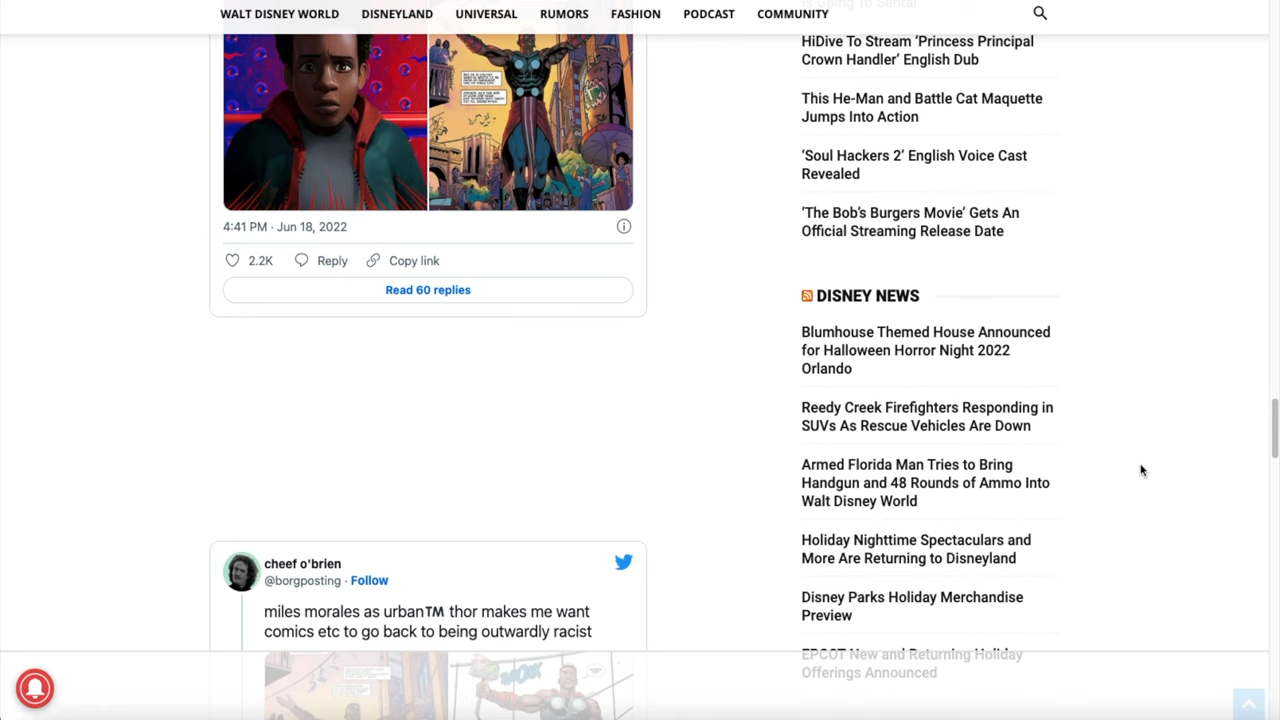 WALT DISNEY WORLD DISNEYLAND UNIVERSAL RUMORS FASHION PODCAST COMMUNITY
4:41 PM · Jun 18, 2022
2.2K Reply Copy link
Read 60 replies
cheef o'brien
@borgposting · Follow
miles morales as urban™ thor makes me want
comics etc to go back to being outwardly racist
Is Going To Sentai
HiDive To Stream ‘Princess Principal
Crown Handler’ English Dub
This He-Man and Battle Cat Maquette
Jumps Into Action
‘Soul Hackers 2’ English Voice Cast
Revealed
‘The Bob’s Burgers Movie’ Gets An
Official Streaming Release Date
DISNEY NEWS
Blumhouse Themed House Announced
for Halloween Horror Night 2022
Orlando
Reedy Creek Firefighters Responding in
SUVs As Rescue Vehicles Are Down
Armed Florida Man Tries to Bring
Handgun and 48 Rounds of Ammo Into
Walt Disney World
Holiday Nighttime Spectaculars and
More Are Returning to Disneyland
Disney Parks Holiday Merchandise
Preview
EPCOT New and Returning Holiday
Offerings Announced